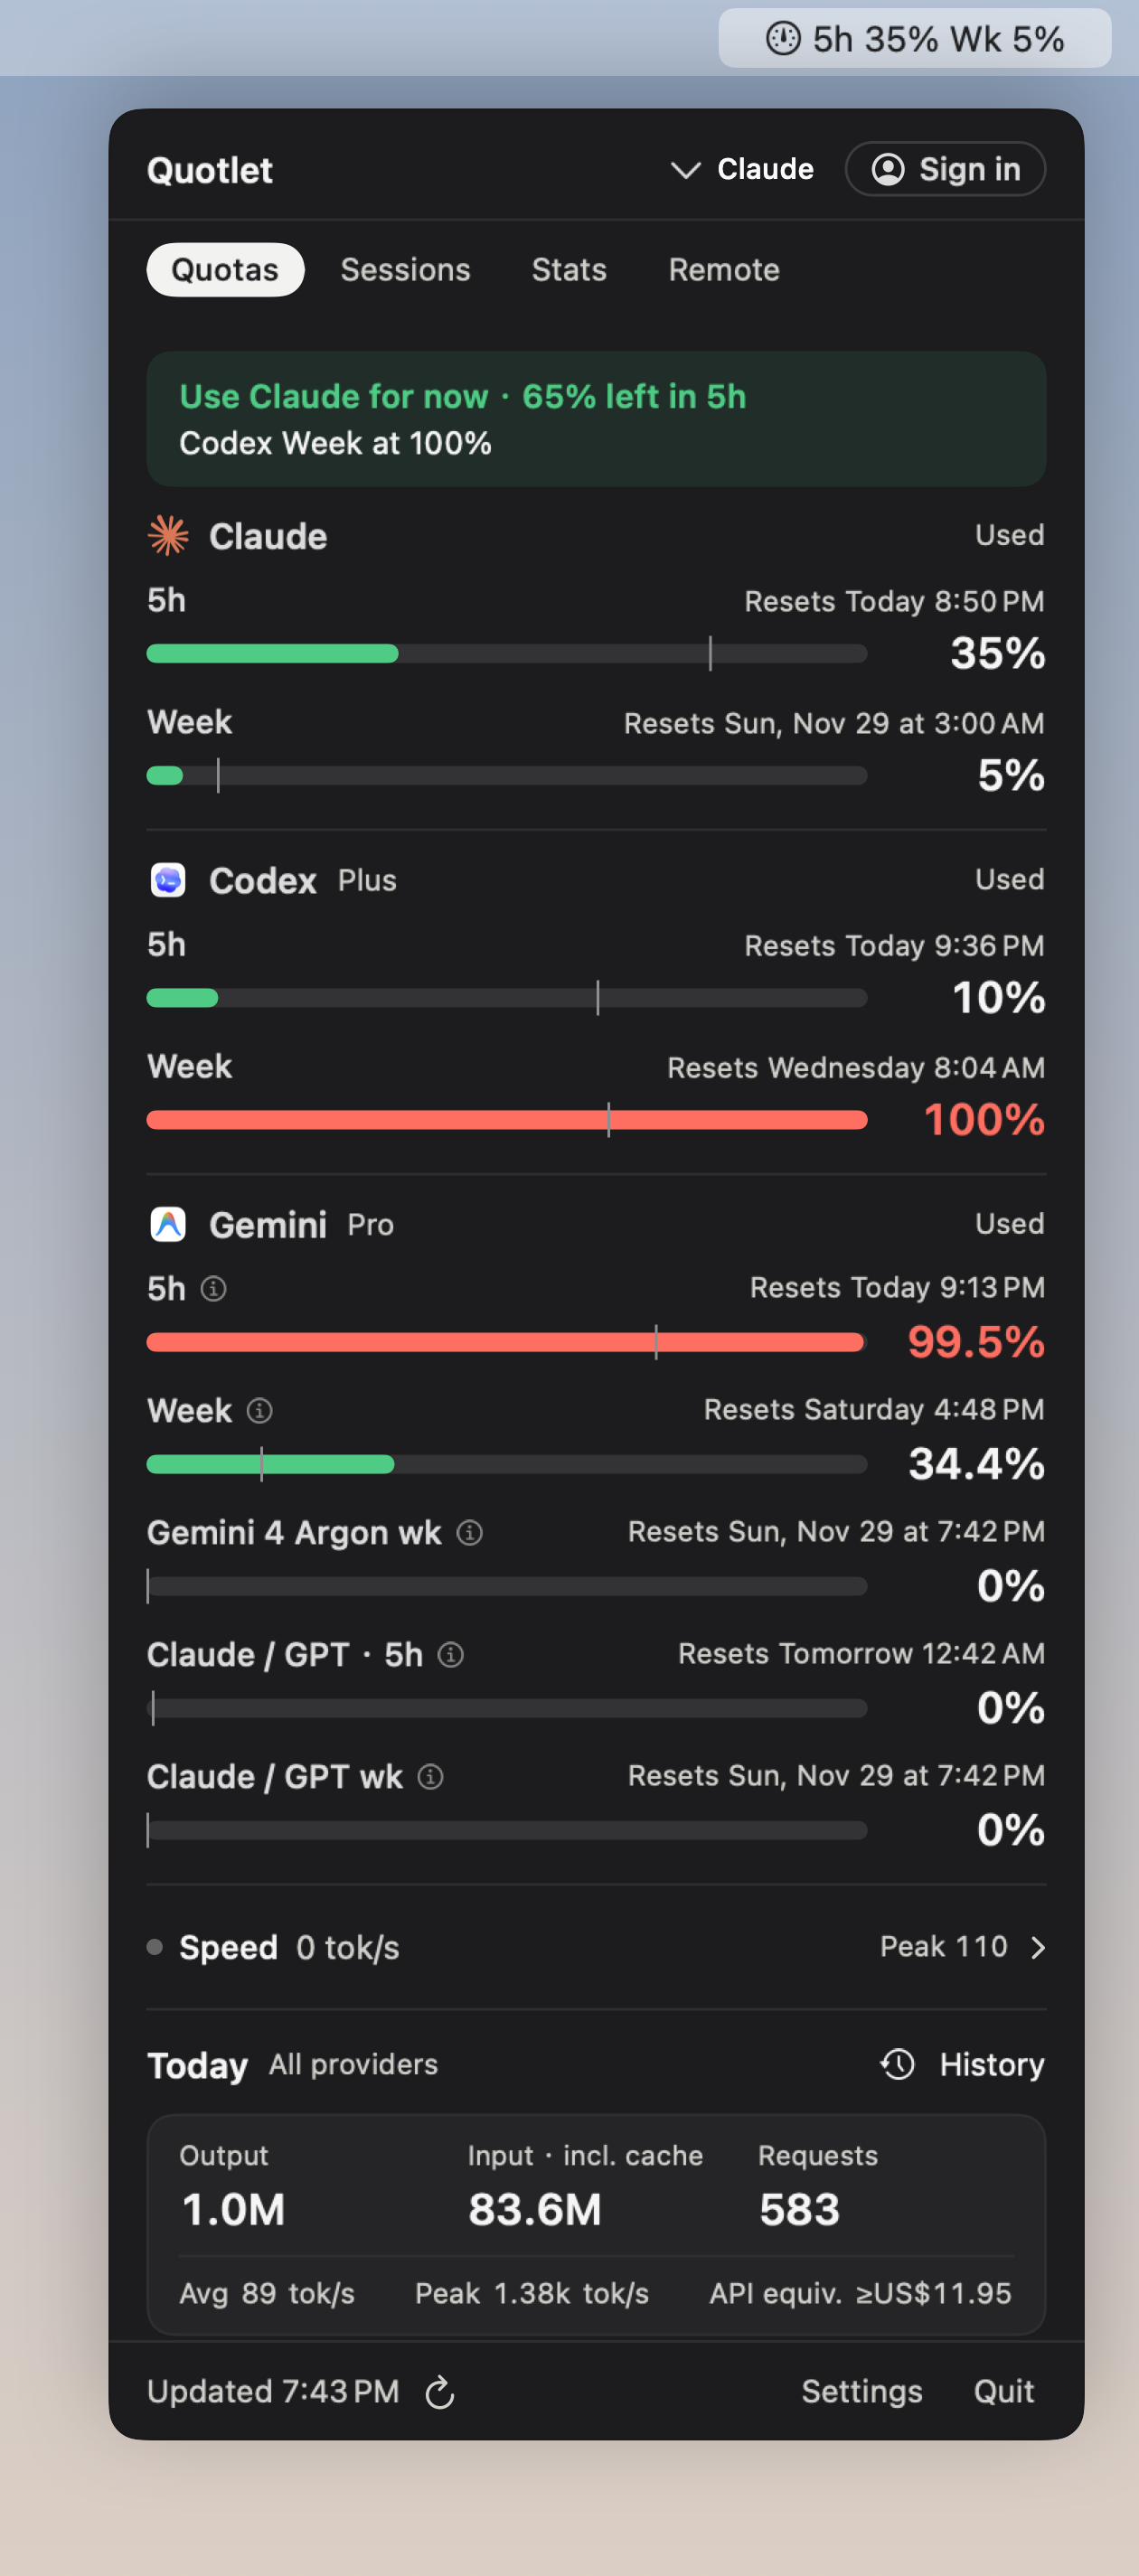 5h 35% Wk 5%
Quotlet
Claude
Sign in
Quotas Sessions Stats Remote
Use Claude for now · 65% left in 5h
Codex Week at 100%
Claude Used
5h Resets Today 8:50 PM
35%
Week Resets Sun, Nov 29 at 3:00 AM
5%
Codex Plus Used
5h Resets Today 9:36 PM
10%
Week Resets Wednesday 8:04 AM
100%
Gemini Pro Used
5h Resets Today 9:13 PM
99.5%
Week Resets Saturday 4:48 PM
34.4%
Gemini 4 Argon wk Resets Sun, Nov 29 at 7:42 PM
0%
Claude / GPT · 5h Resets Tomorrow 12:42 AM
0%
Claude / GPT wk Resets Sun, Nov 29 at 7:42 PM
0%
Speed 0 tok/s Peak 110
Today All providers History
Output Input · incl. cache Requests
1.0M 83.6M 583
Avg 89 tok/s Peak 1.38k tok/s API equiv. ≥US$11.95
Updated 7:43 PM Settings Quit